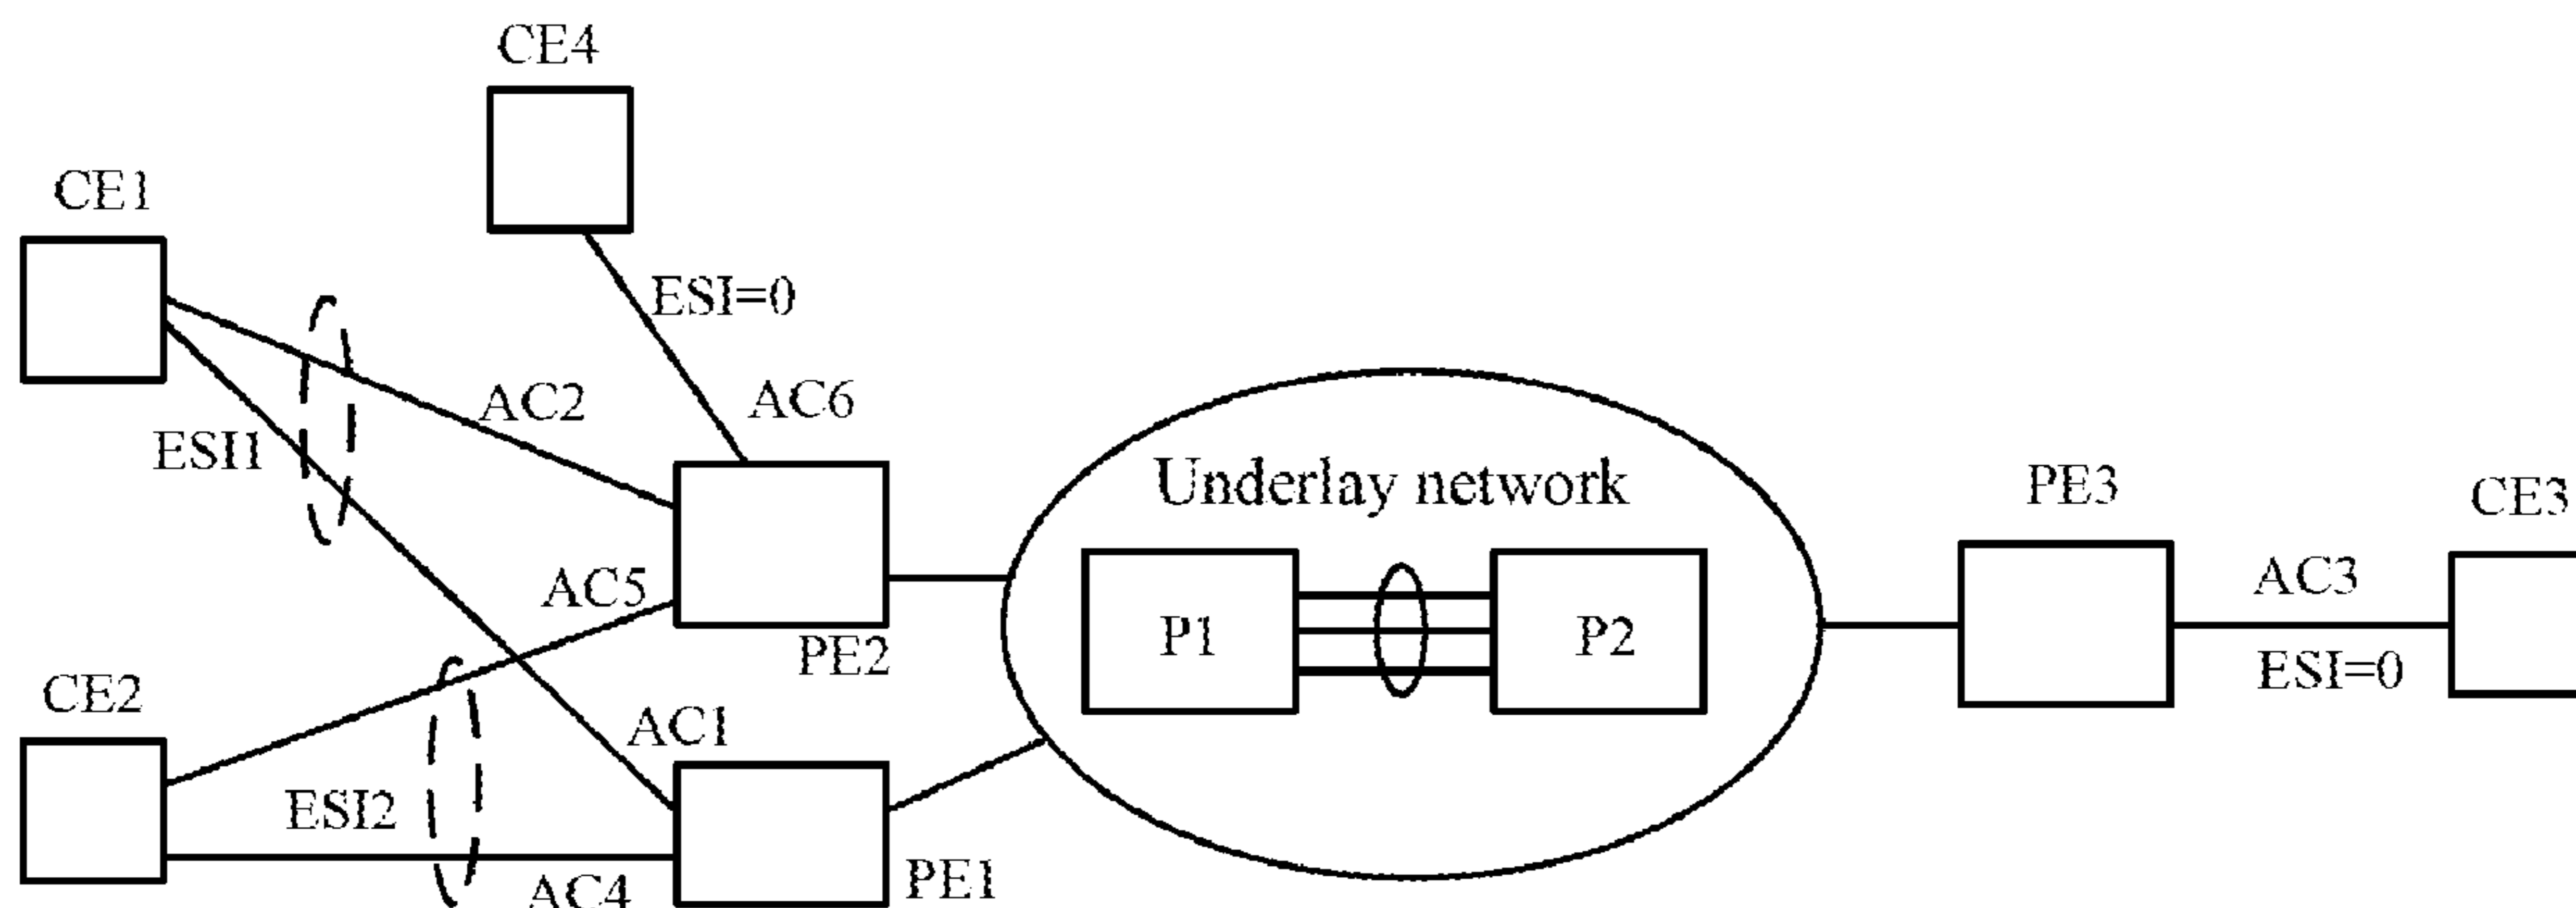 CE4
CE1
ESI=0
AC2
AC6
ESI1
Underlay network
PE3
CE3
AC5
AC3
P1
P2
PE2
ESI=0
CE2
AC1
ESI2
PE1
AC4